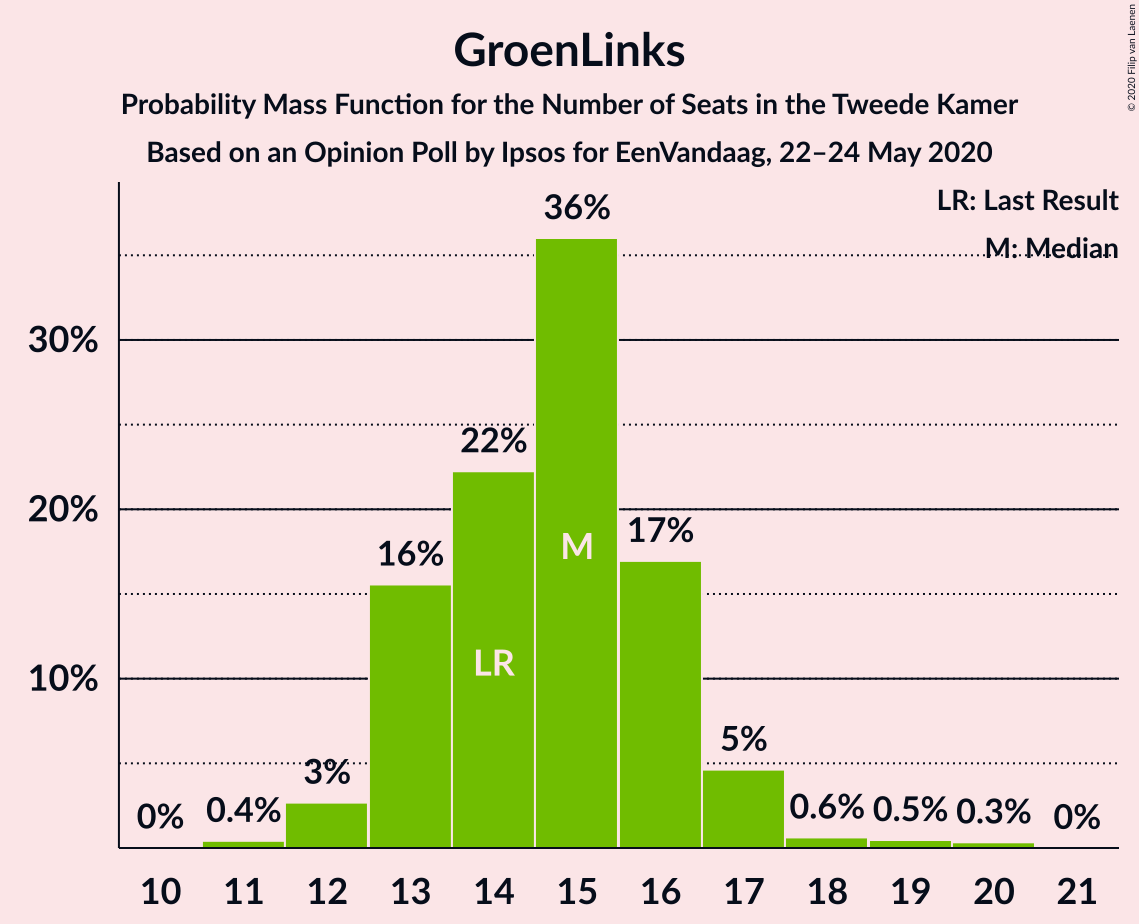 GroenLinks
Probability Mass Function for the Number of Seats in the Tweede Kamer
Based on an Opinion Poll by Ipsos for EenVandaag, 22–24 May 2020
© 2020 Filip van Laenen
LR: Last Result
M: Median
30%
20%
10%
0%
0.4%
3%
16%
22%
36%
17%
5%
0.6%
0.5%
0.3%
0%
LR
M
10 11 12 13 14 15 16 17 18 19 20 21